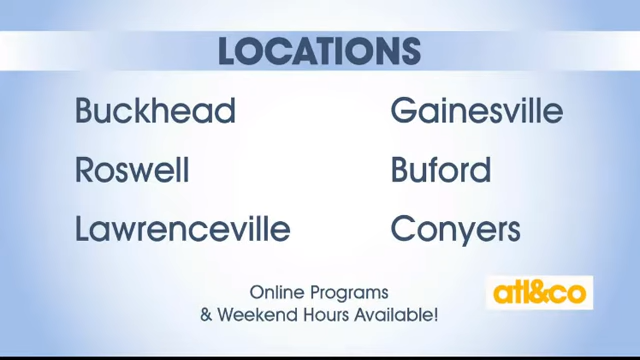 LOCATIONS
Buckhead
Roswell
Lawrenceville
Gainesville
Buford
Conyers
Online Programs
& Weekend Hours Available!
atl&co